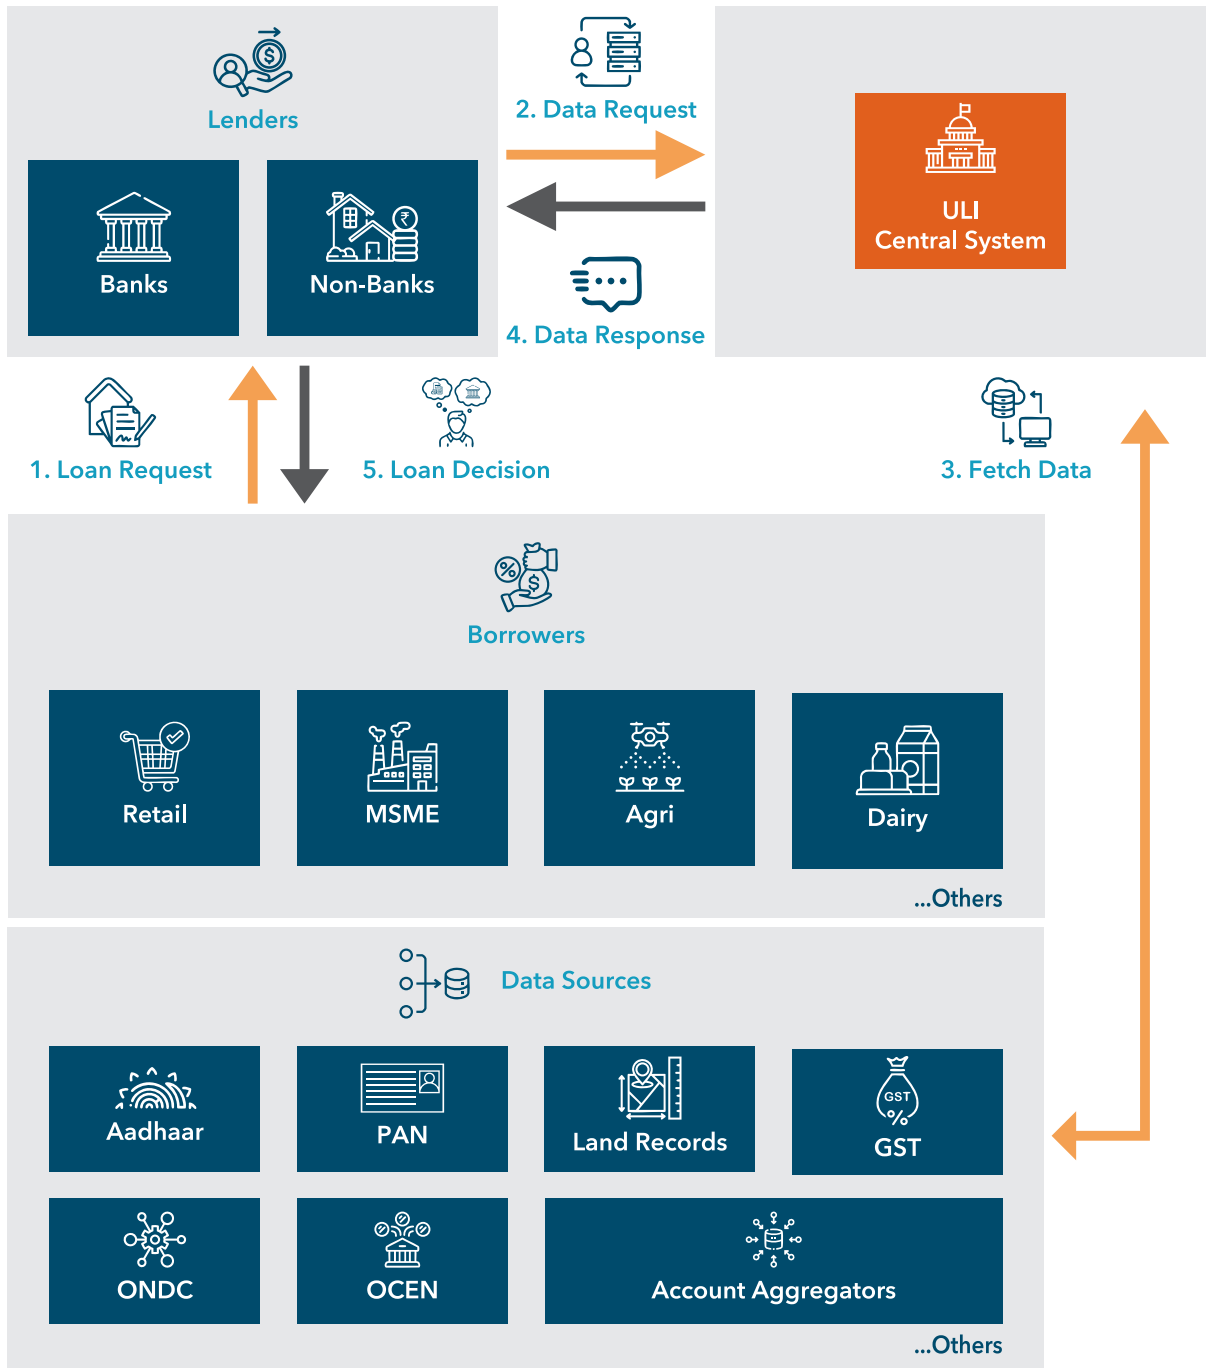 Lenders
Banks
Non-Banks
2. Data Request
4. Data Response
ULI
Central System
1. Loan Request
5. Loan Decision
3. Fetch Data
Borrowers
Retail
MSME
Agri
Dairy
...Others
Data Sources
Aadhaar
PAN
Land Records
GST
GST
ONDC
OCEN
Account Aggregators
...Others